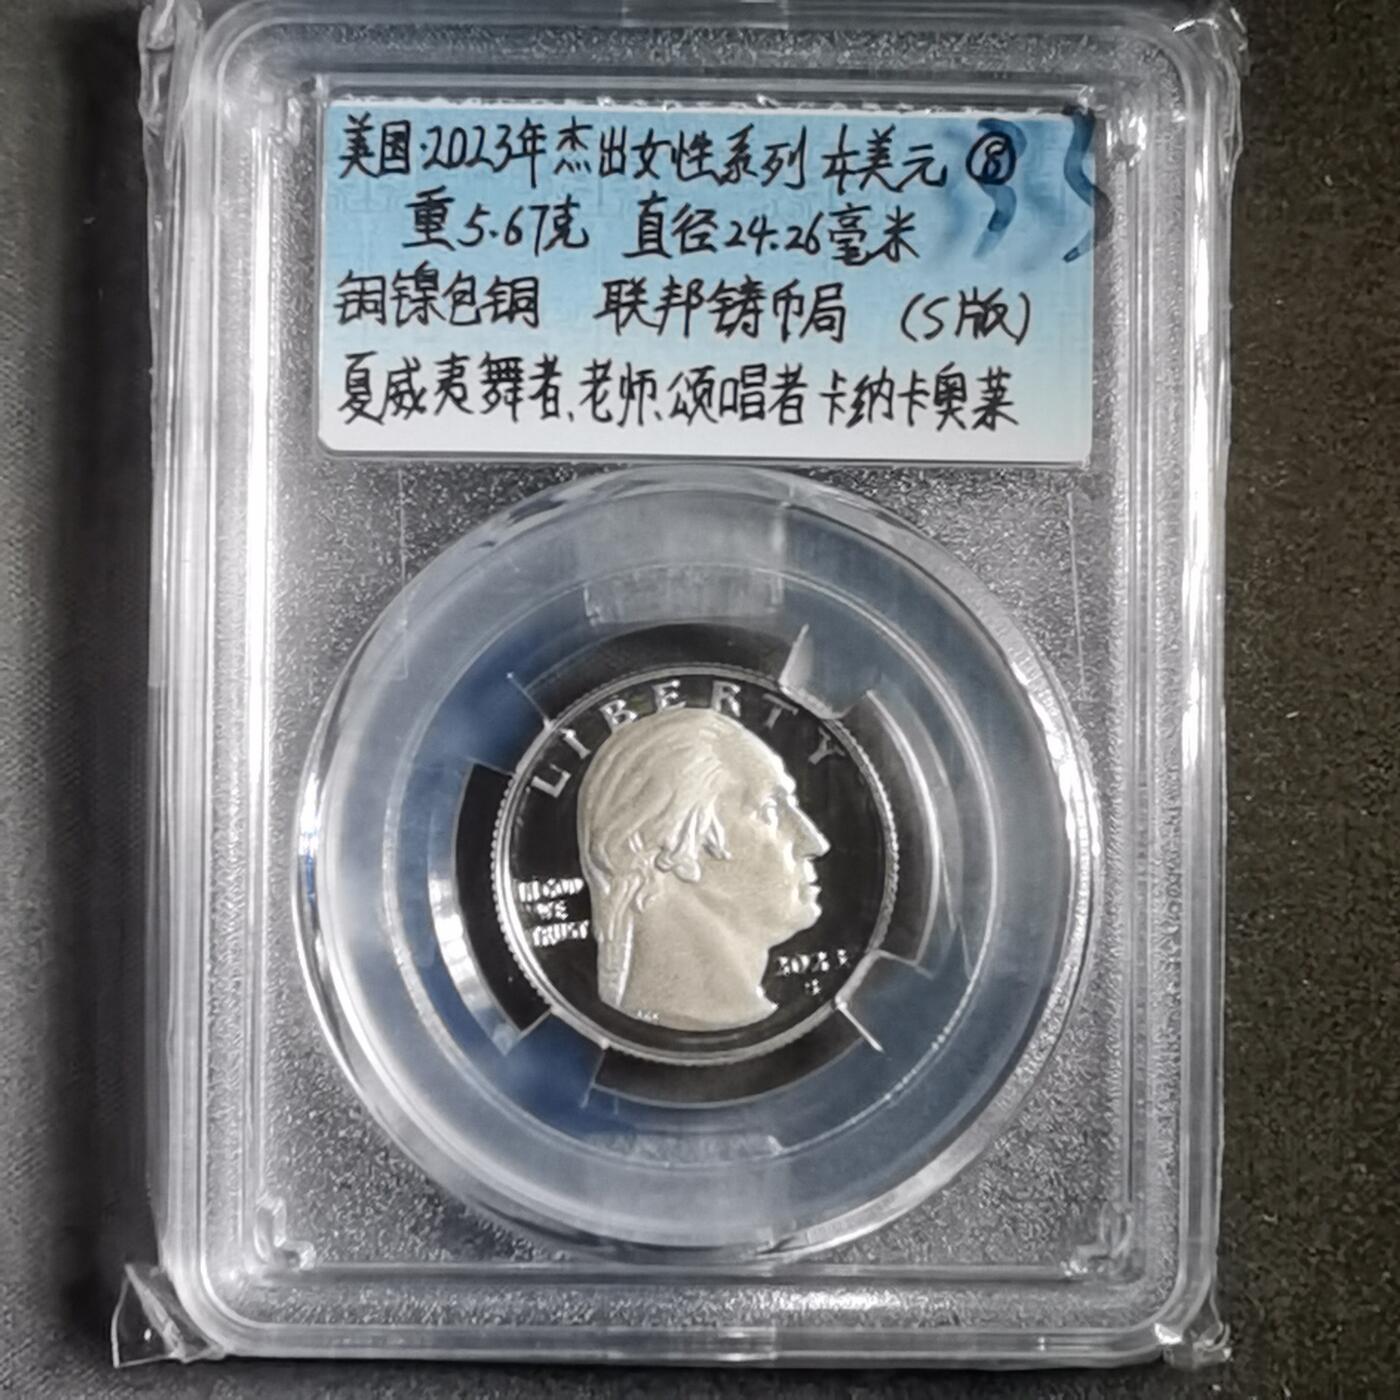 美国·2023年杰出女性系列 ¼美元 ⑧
重5.67克 直径24.26毫米
铜镍包铜 联邦铸币局 (S版)
夏威夷舞者、老师、颂唱者卡纳卡奥莱
LIBERTY
IN GOD
WE
TRUST
2023
S